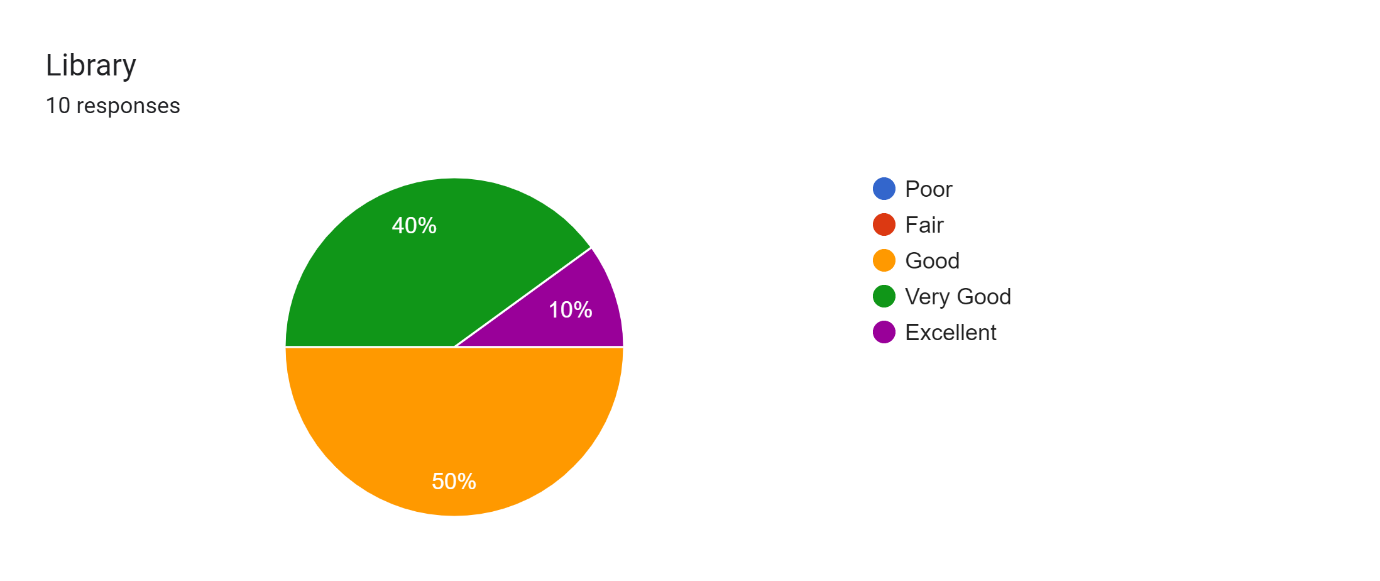 Library
10 responses
40%
10%
50%
Poor
Fair
Good
Very Good
Excellent